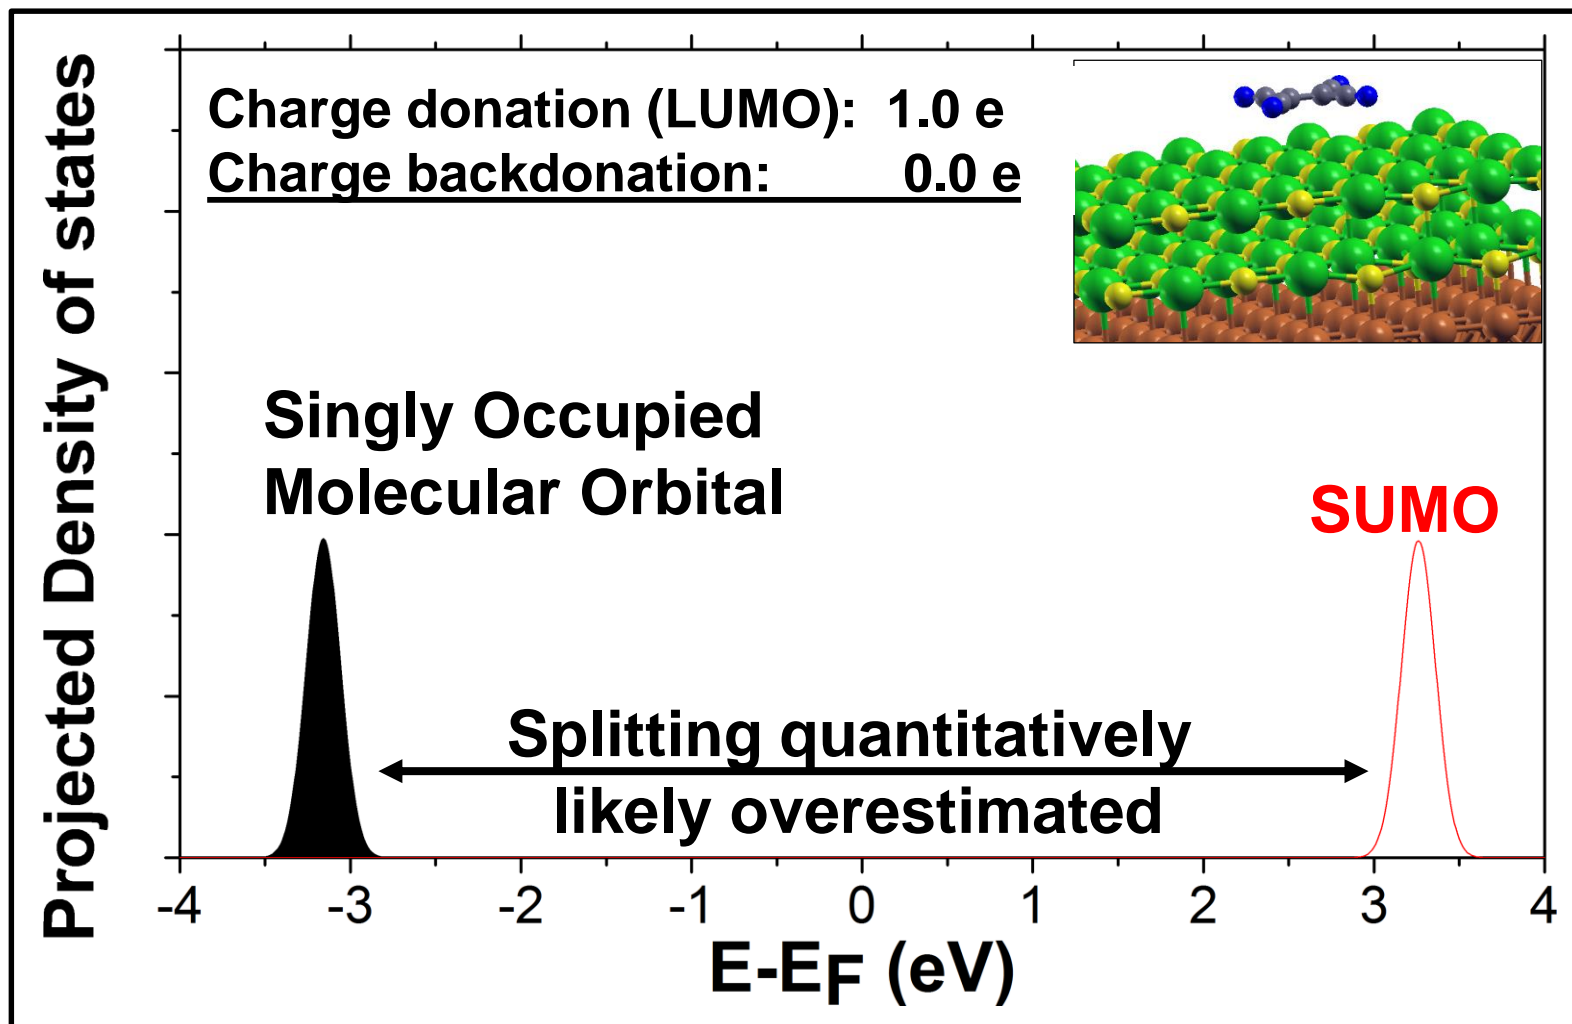 Projected Density of states
Charge donation (LUMO): 1.0 e
Charge backdonation: 0.0 e
Singly Occupied
Molecular Orbital
SUMO
Splitting quantitatively
likely overestimated
-4 -3 -2 -1 0 1 2 3 4
E-EF (eV)